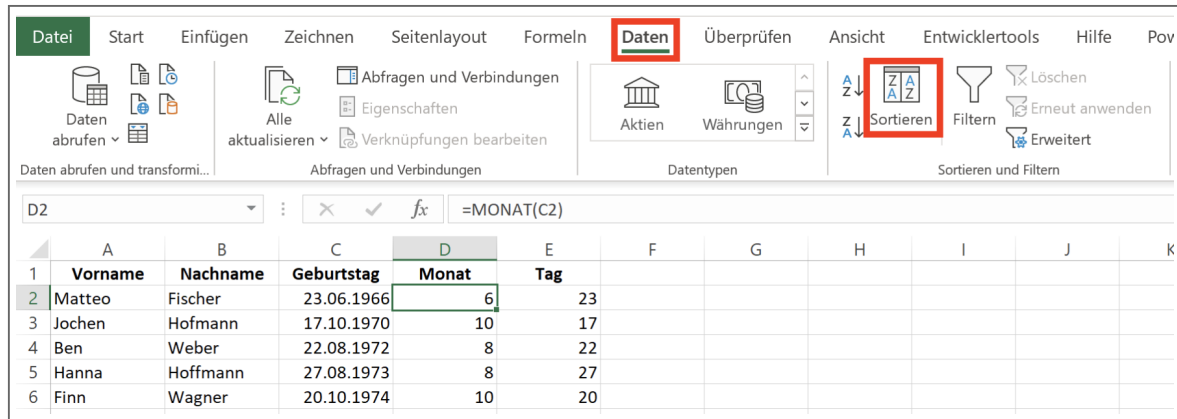 Datei Start Einfügen Zeichnen Seitenlayout Formeln Daten Überprüfen Ansicht Entwicklertools Hilfe Pow
Daten
abrufen
Alle
aktualisieren
Abfragen und Verbindungen
Eigenschaften
Verknüpfungen bearbeiten
Aktien
Währungen
A
Z
Z
A
Z A
A Z
Sortieren
Filtern
Löschen
Erneut anwenden
Erweitert
Daten abrufen und transformi... Abfragen und Verbindungen Datentypen Sortieren und Filtern
D2 fx =MONAT(C2)
A B C D E F G H I J K
1 Vorname Nachname Geburtstag Monat Tag
2 Matteo Fischer 23.06.1966 6 23
3 Jochen Hofmann 17.10.1970 10 17
4 Ben Weber 22.08.1972 8 22
5 Hanna Hoffmann 27.08.1973 8 27
6 Finn Wagner 20.10.1974 10 20